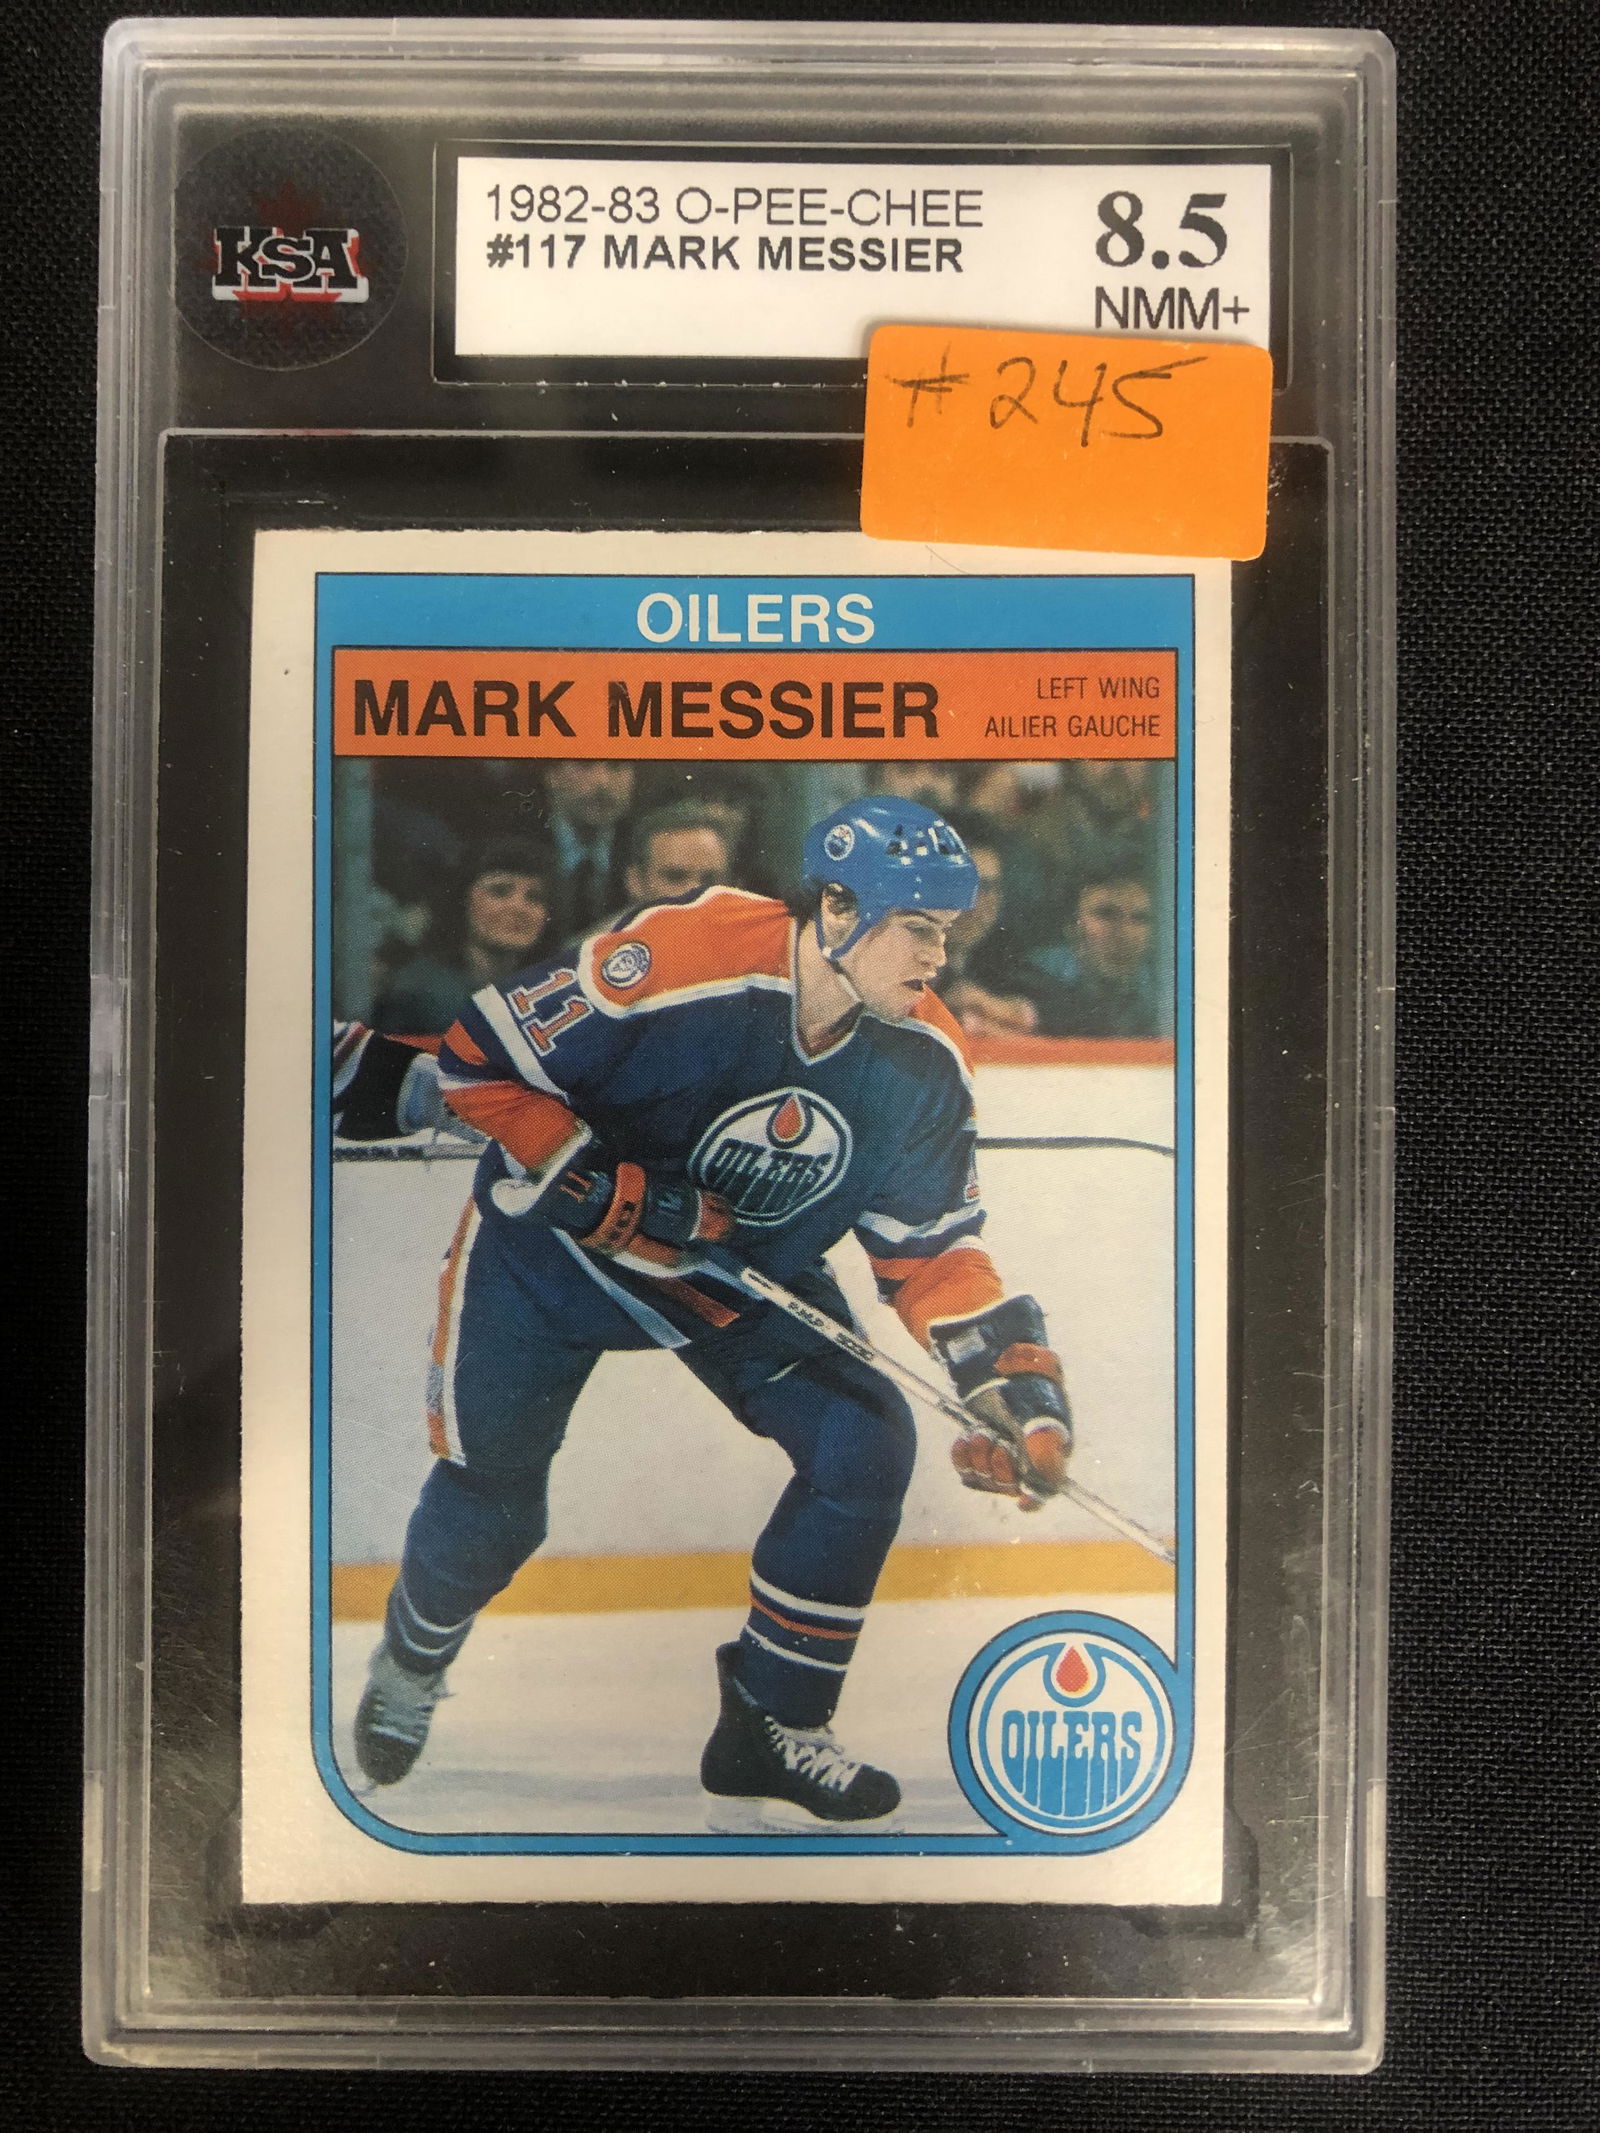 KSA
1982-83 O-PEE-CHEE
#117 MARK MESSIER
8.5
NMM+
#245
OILERS
MARK MESSIER
LEFT WING
AILIER GAUCHE
11
OILERS
OILERS